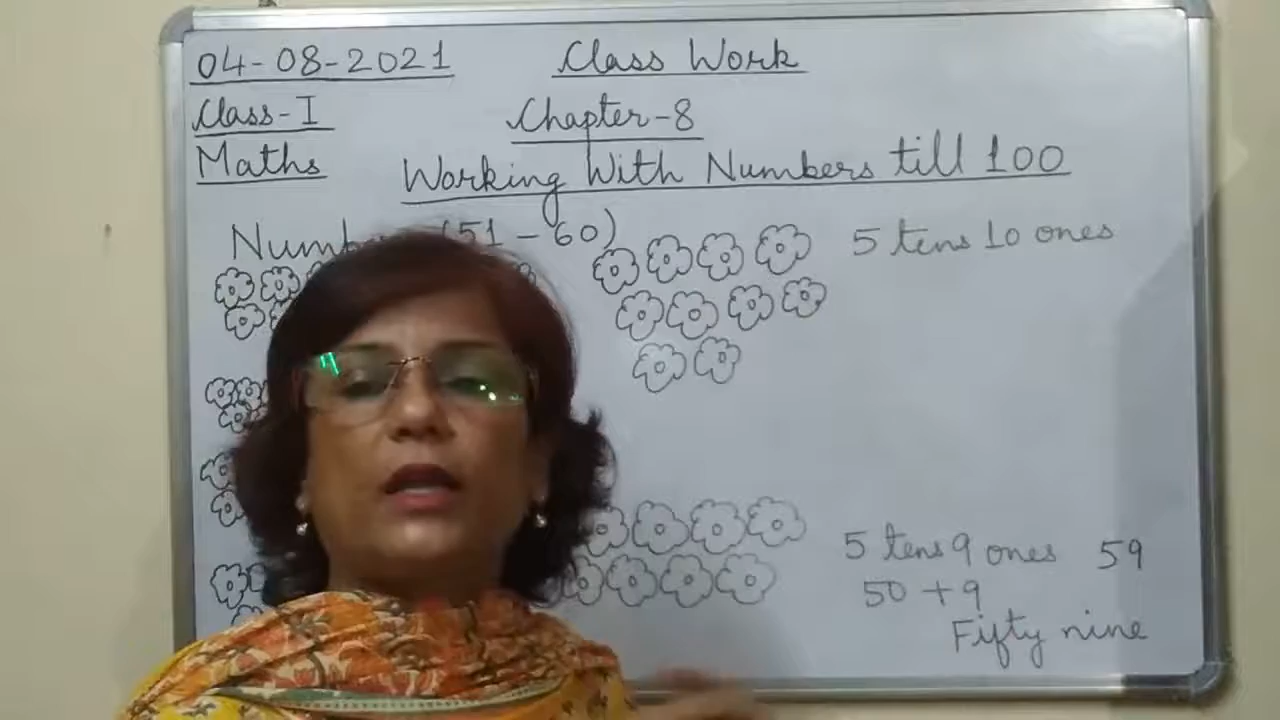 04-08-2021 Class Work
Class-I Chapter-8
Maths Working With Numbers till 100
(51-60)
5 tens 10 ones
5 tens 9 ones 59
50 + 9
Fifty nine